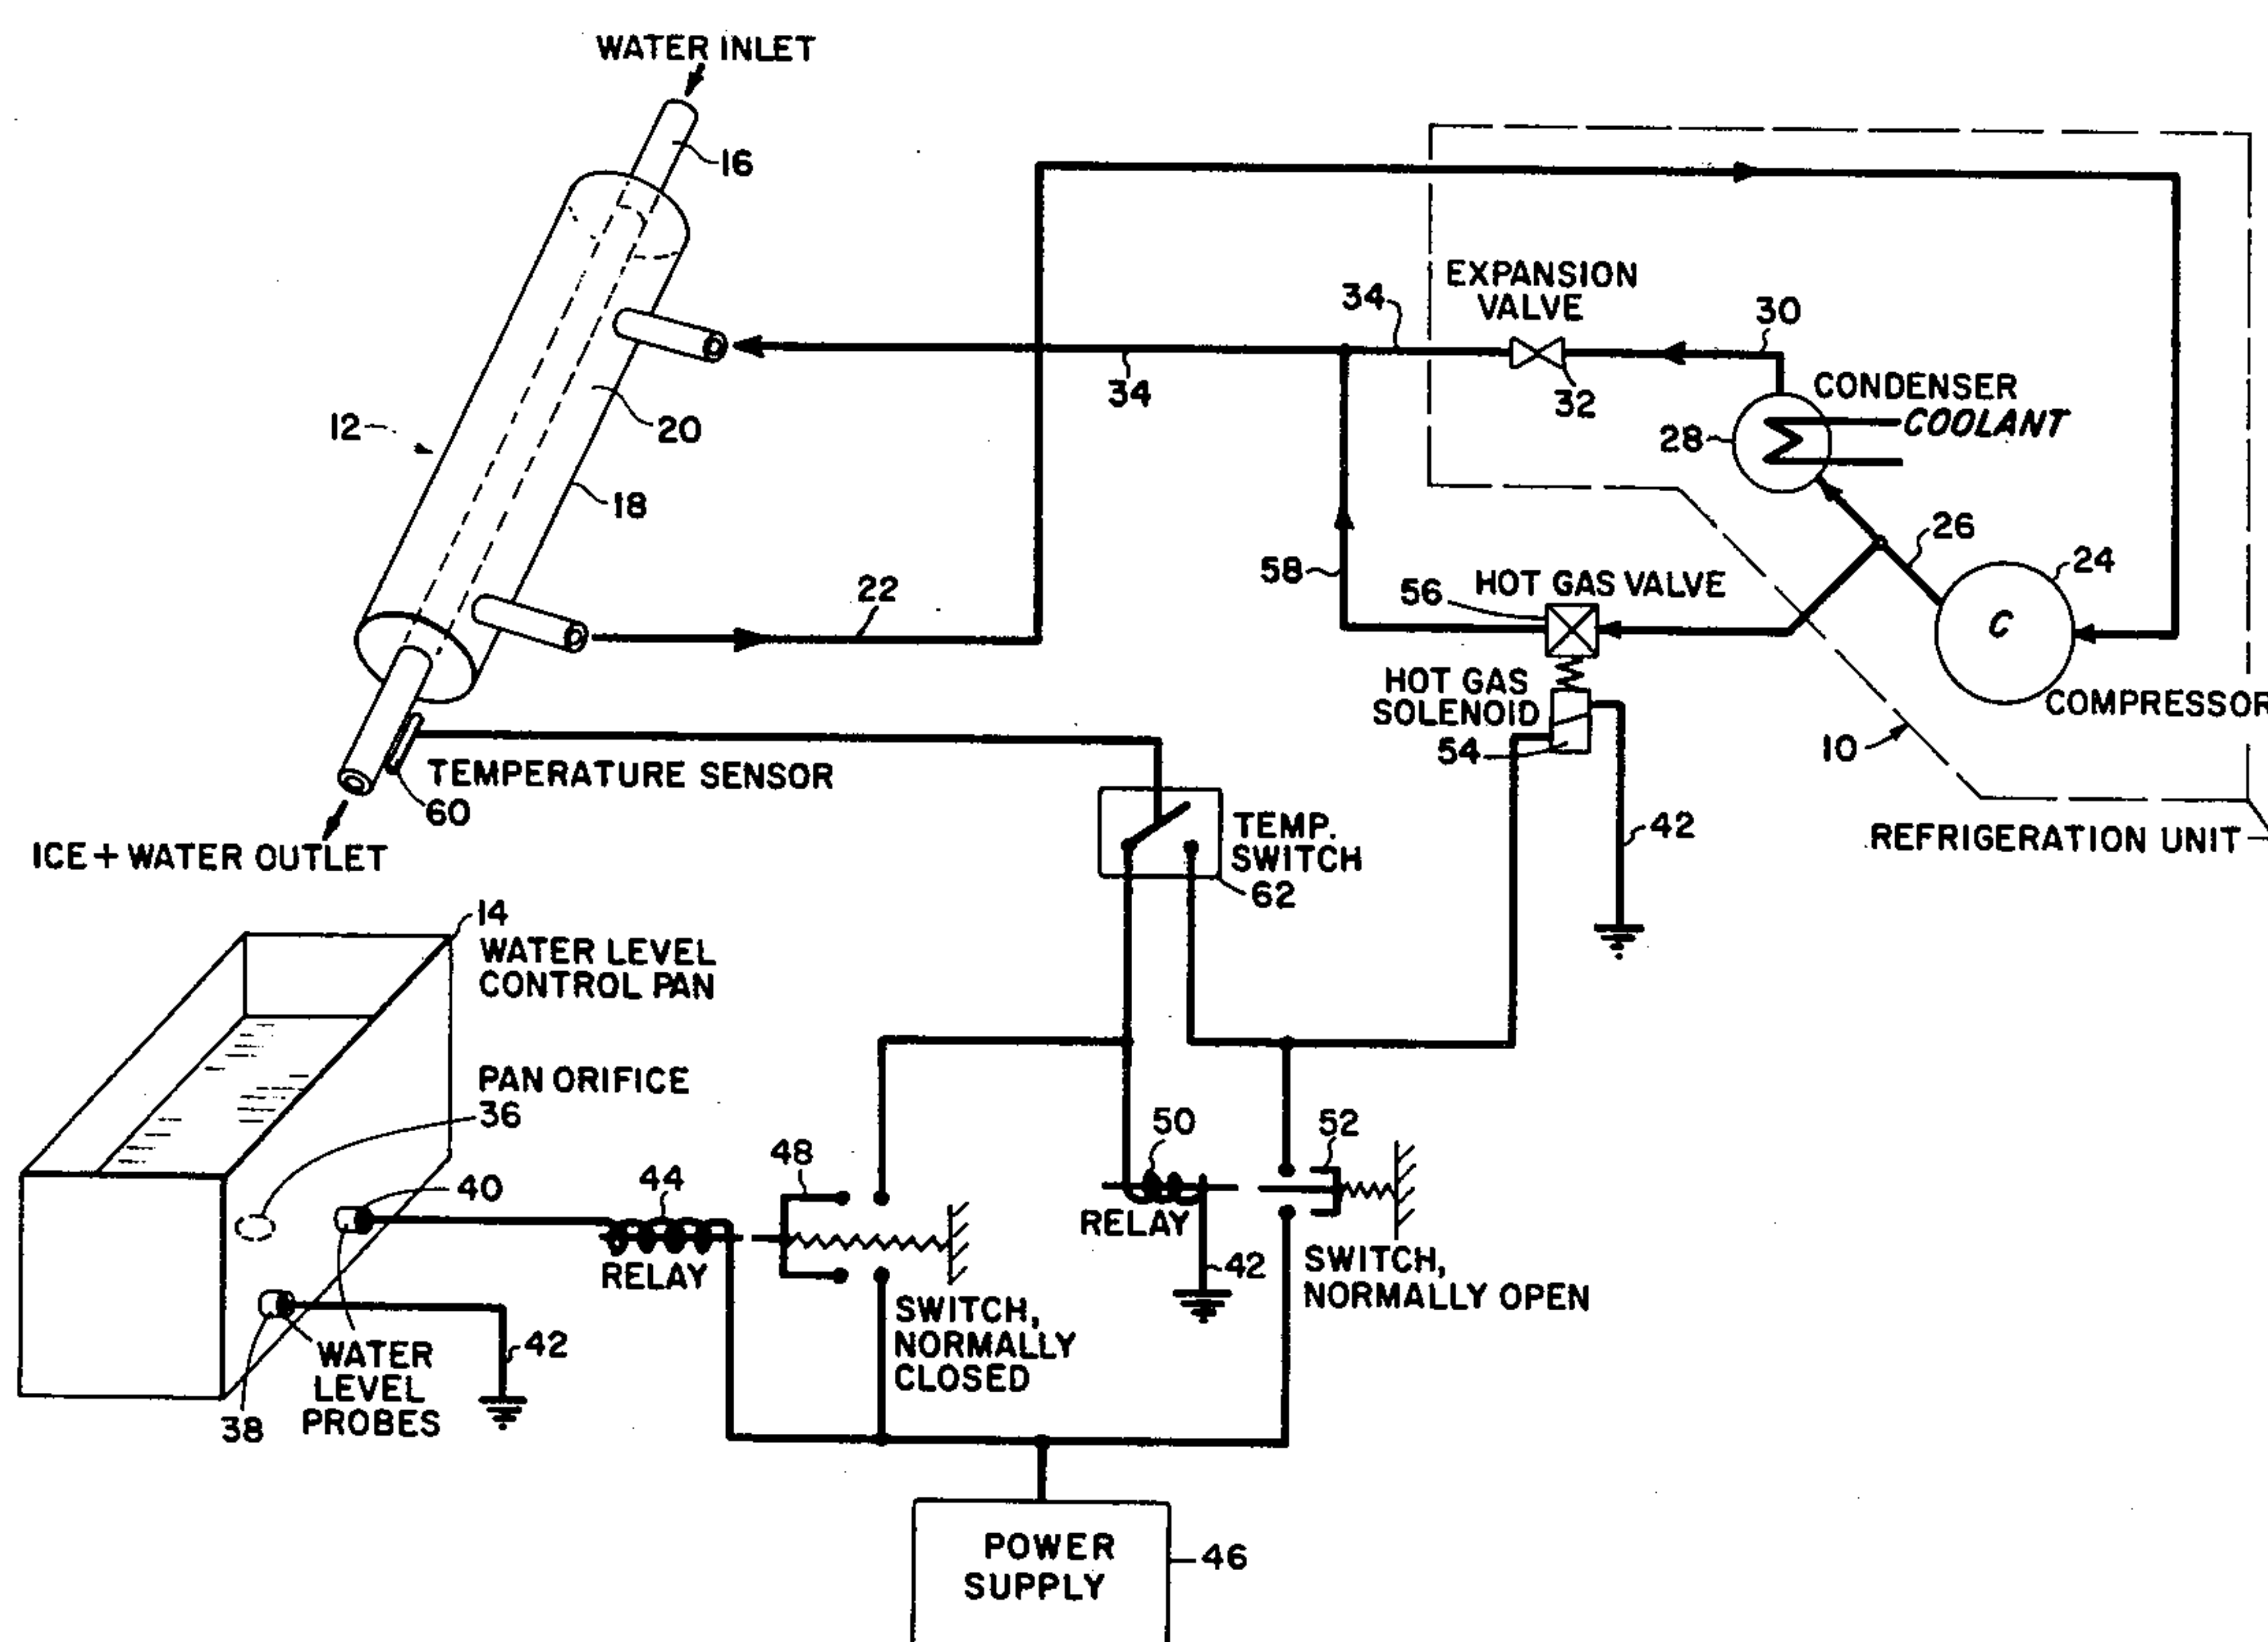 WATER INLET
16
EXPANSION
VALVE
34
30
34
32
CONDENSER
COOLANT
28
12
20
18
26
24
58
56
HOT GAS VALVE
22
C
HOT GAS
SOLENOID
54
COMPRESSOR
10
TEMPERATURE SENSOR
60
TEMP.
SWITCH
62
42
REFRIGERATION UNIT
ICE + WATER OUTLET
14
WATER LEVEL
CONTROL PAN
PAN ORIFICE
36
40
44
RELAY
48
50
RELAY
52
42
SWITCH,
NORMALLY OPEN
SWITCH,
NORMALLY
CLOSED
42
WATER
LEVEL
PROBES
38
POWER
SUPPLY
46